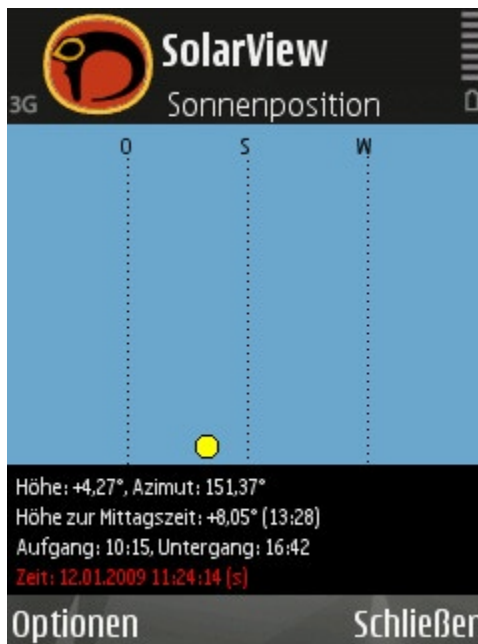 SolarView
3G
Sonnenposition
O S W
Höhe: +4,27°, Azimut: 151,37°
Höhe zur Mittagszeit: +8,05° (13:28)
Aufgang: 10:15, Untergang: 16:42
Zeit: 12.01.2009 11:24:14 (s)
Optionen Schließen